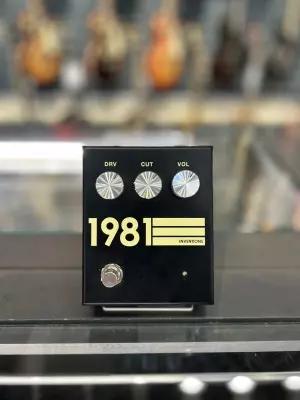 DRV CUT VOL
1981
INVENTIONS